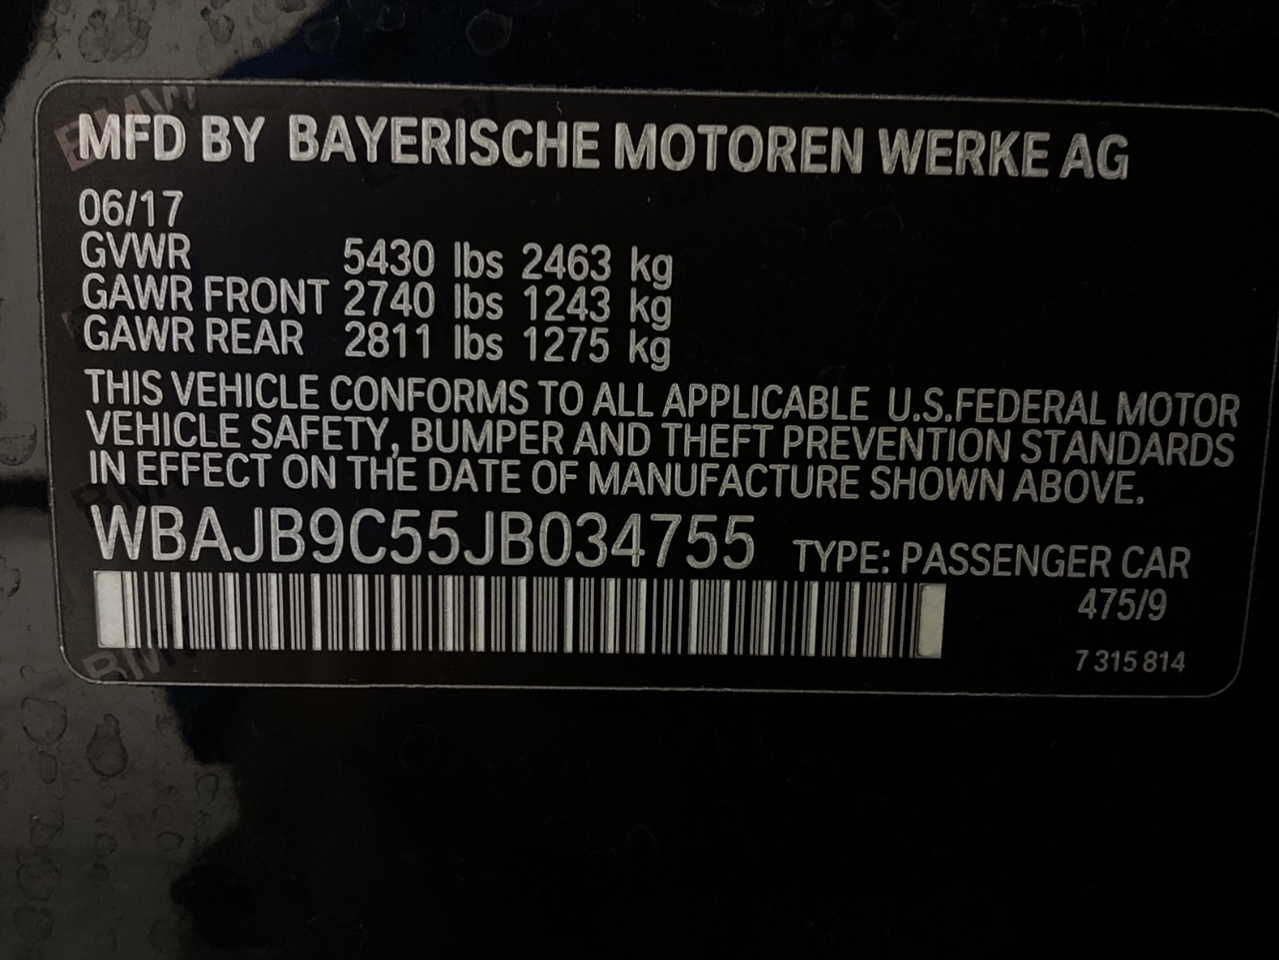 MFD BY BAYERISCHE MOTOREN WERKE AG
06/17
GVWR 5430 lbs 2463 kg
GAWR FRONT 2740 lbs 1243 kg
GAWR REAR 2811 lbs 1275 kg
THIS VEHICLE CONFORMS TO ALL APPLICABLE U.S.FEDERAL MOTOR
VEHICLE SAFETY, BUMPER AND THEFT PREVENTION STANDARDS
IN EFFECT ON THE DATE OF MANUFACTURE SHOWN ABOVE.
WBAJB9C55JB034755 TYPE: PASSENGER CAR
475/9
7 315 814